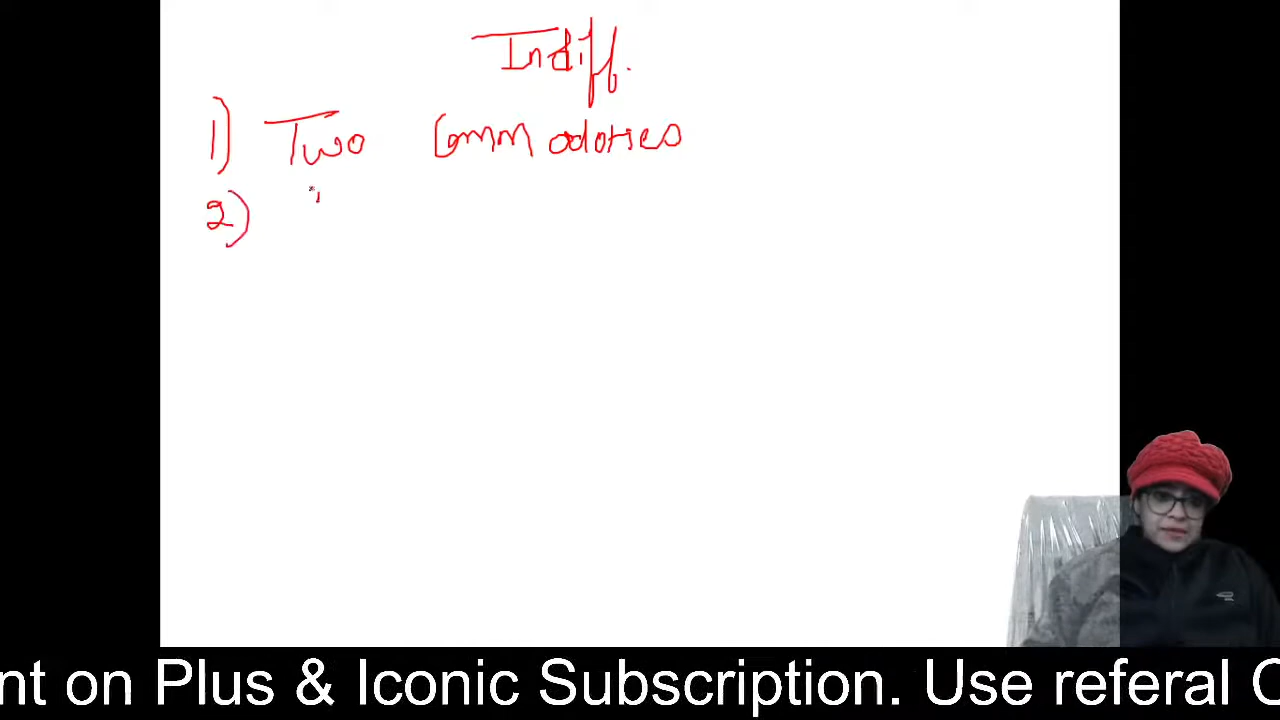 Indiff.
1) Two Commodoties
2)
nt on Plus & Iconic Subscription. Use referal C